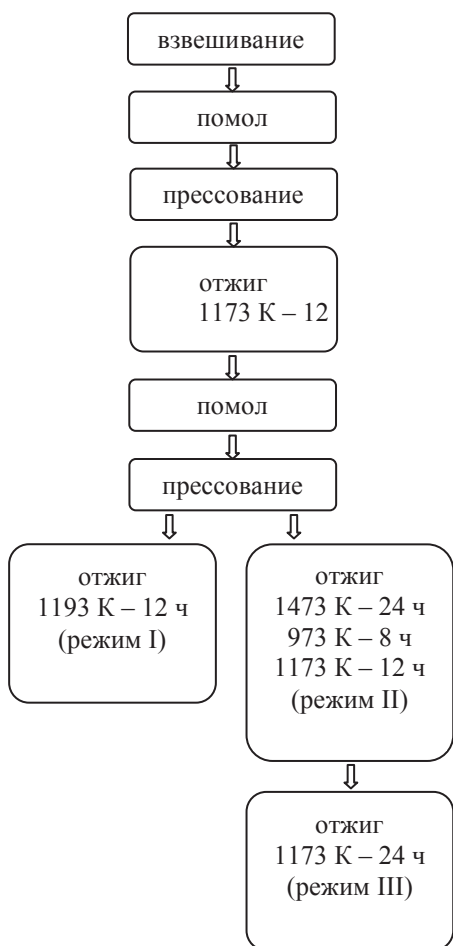 взвешивание
помол
прессование
отжиг
1173 К – 12
помол
прессование
отжиг
1193 К – 12 ч
(режим I)
отжиг
1473 К – 24 ч
973 К – 8 ч
1173 К – 12 ч
(режим II)
отжиг
1173 К – 24 ч
(режим III)